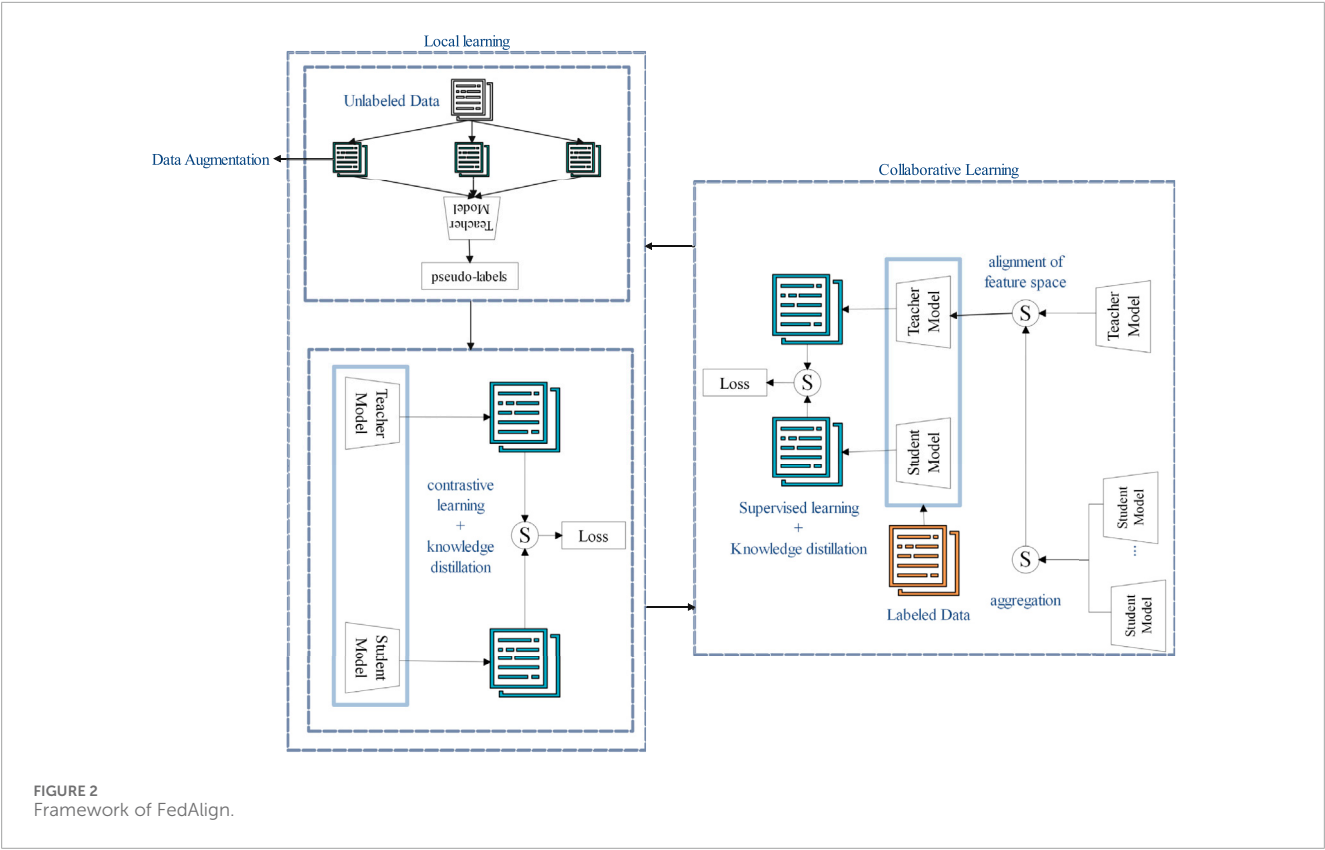 Local learning
Unlabeled Data
Data Augmentation
Teacher
Model
pseudo-labels
Teacher
Model
contrastive
learning
+
knowledge
distillation
S
Loss
Student
Model
Collaborative Learning
alignment of
feature space
Teacher
Model
S
Teacher
Model
Loss
S
Student
Model
Supervised learning
+
Knowledge distillation
Labeled Data
Student
Model
...
S
aggregation
Student
Model
FIGURE 2
Framework of FedAlign.